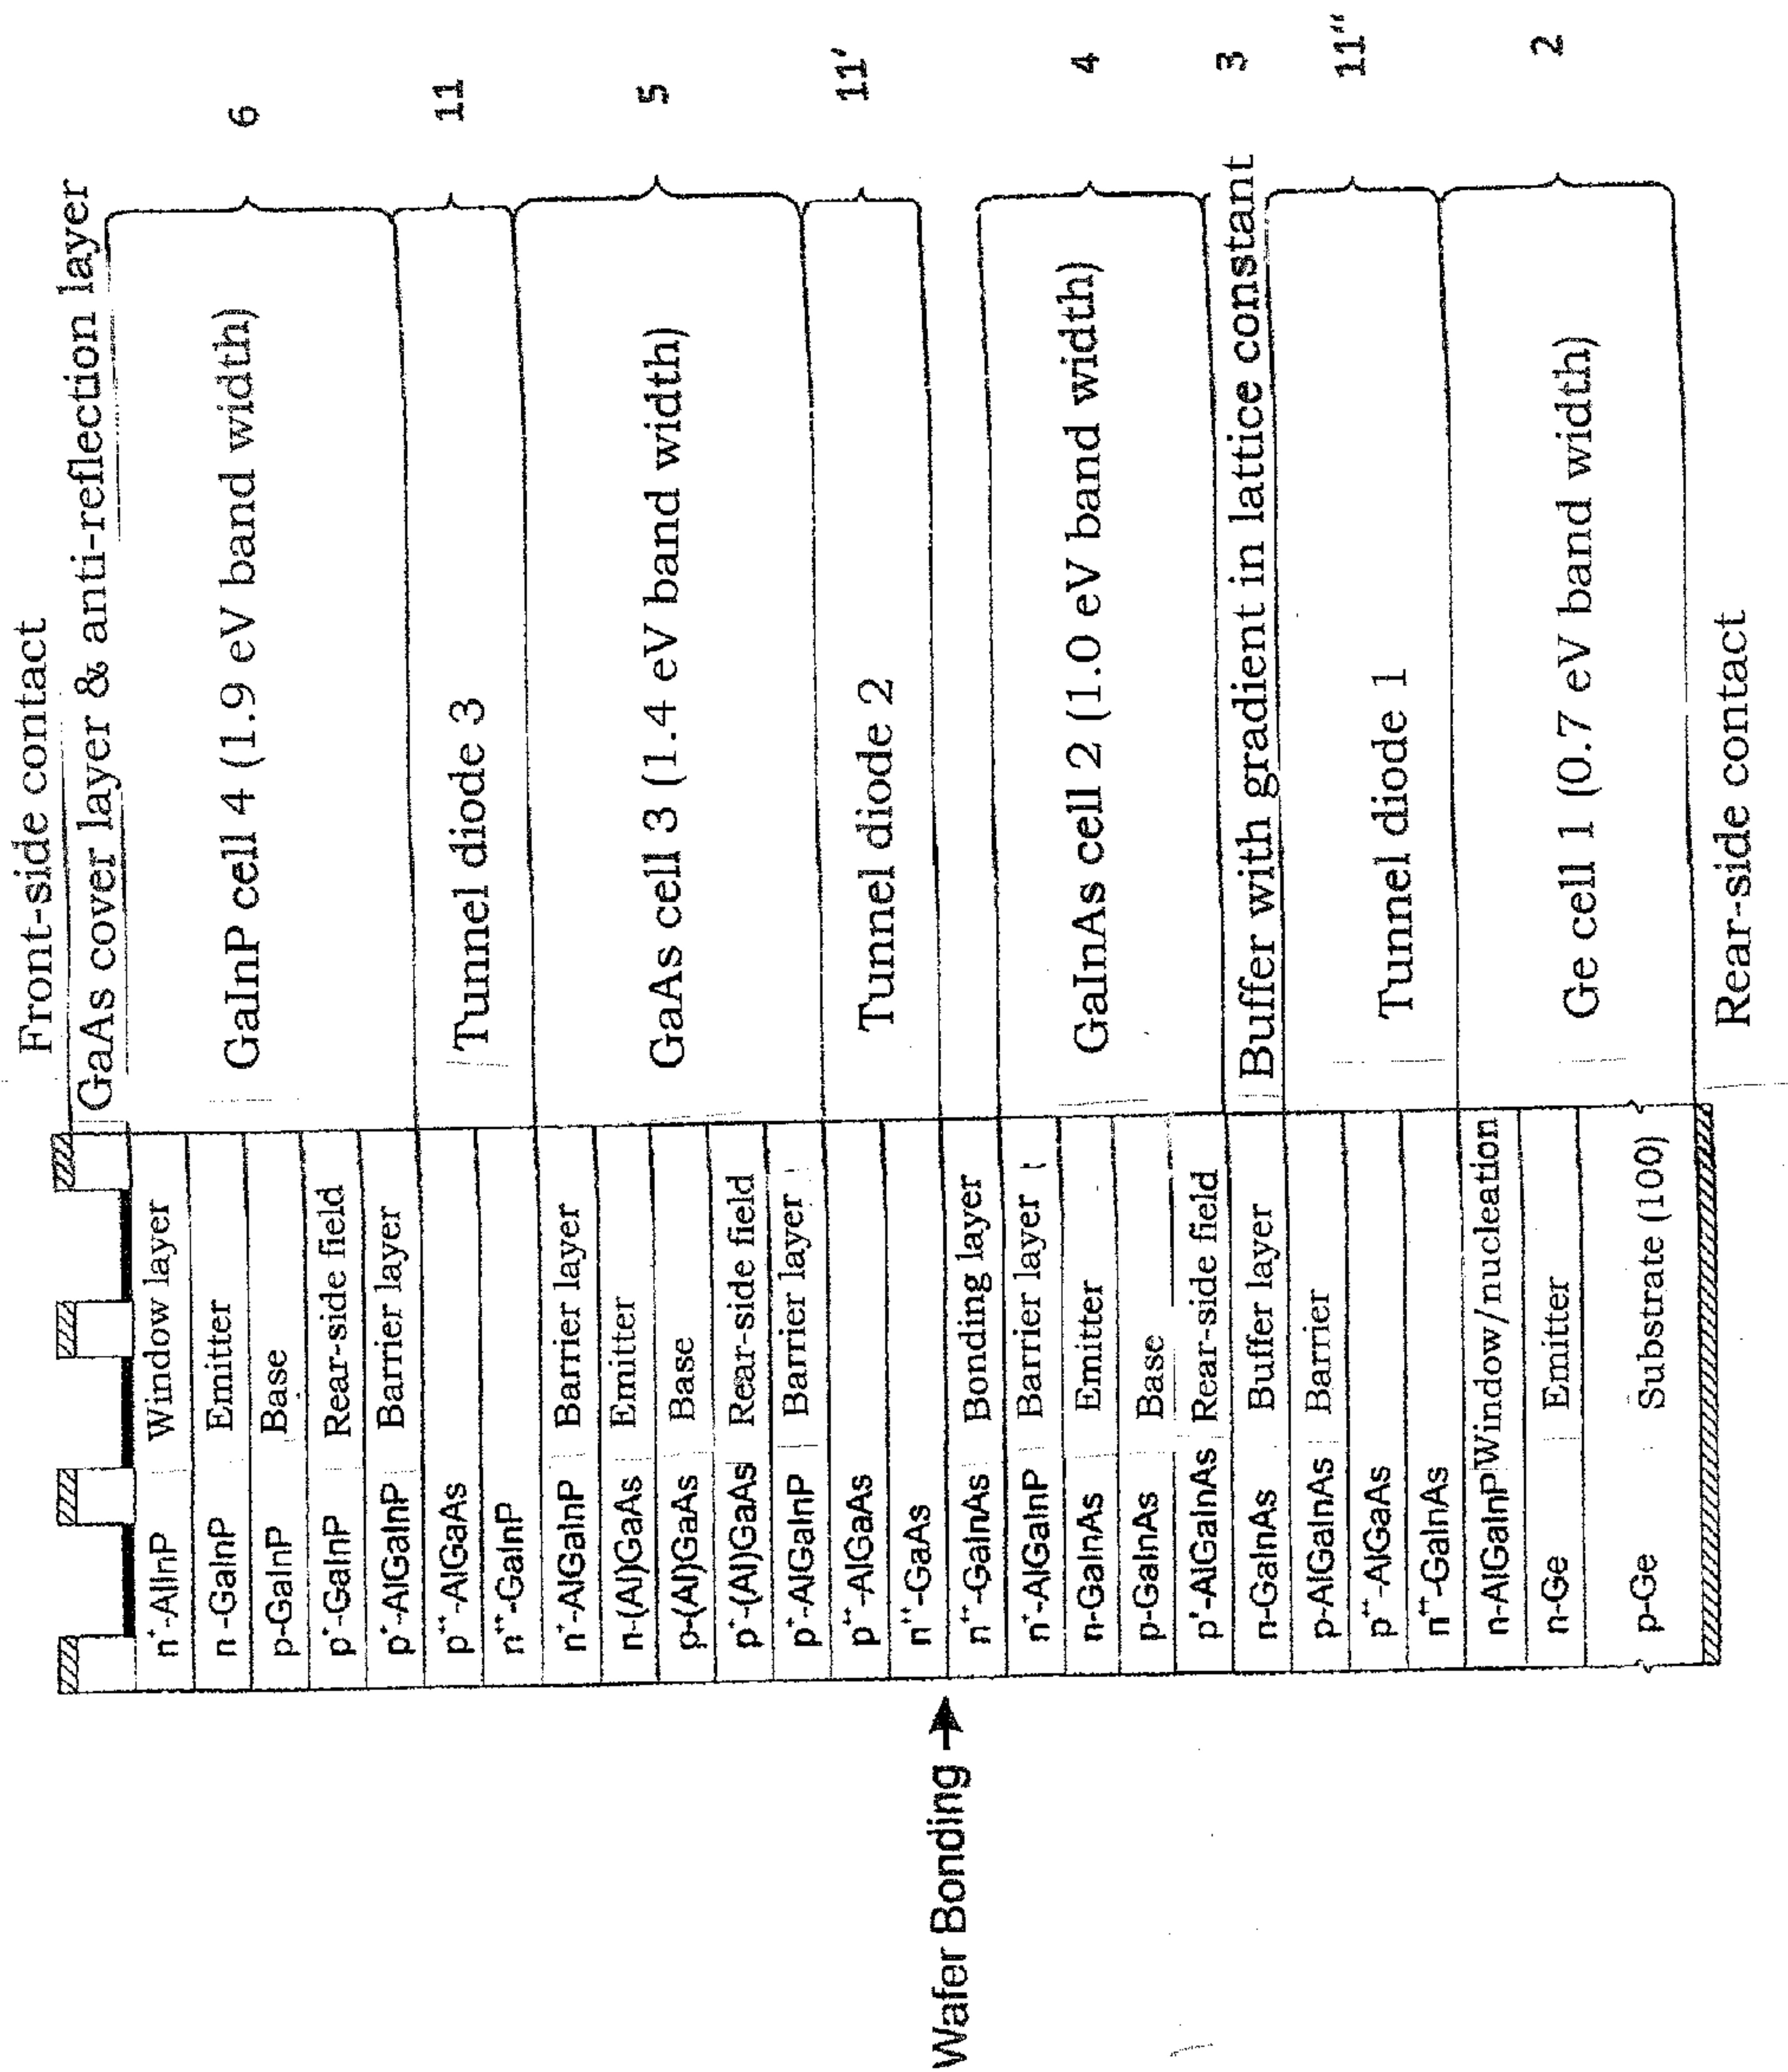 Front-side contact
GaAs cover layer & anti-reflection layer
n⁺-AlInP Window layer
n-GaInP Emitter
p-GaInP Base
p⁺-GaInP Rear-side field
p⁺-AlGaInP Barrier layer
GaInP cell 4 (1.9 eV band width)
6
p⁺⁺-AlGaAs
n⁺⁺-GaInP
Tunnel diode 3
11
n⁺-AlGaInP Barrier layer
n-(Al)GaAs Emitter
p-(Al)GaAs Base
p⁺-(Al)GaAs Rear-side field
p⁺-AlGaInP Barrier layer
GaAs cell 3 (1.4 eV band width)
5
p⁺⁺-AlGaAs
n⁺⁺-GaAs
Tunnel diode 2
11′
Wafer Bonding
n⁺⁺-GaInAs Bonding layer
n⁺-AlGaInP Barrier layer
n-GaInAs Emitter
p-GaInAs Base
p⁺-AlGaInAs Rear-side field
GaInAs cell 2 (1.0 eV band width)
4
n-GaInAs Buffer layer
Buffer with gradient in lattice constant
3
p-AlGaInAs Barrier
p⁺⁺-AlGaAs
n⁺⁺-GaInAs
Tunnel diode 1
11″
n-AlGaInP Window/nucleation
n-Ge Emitter
p-Ge Substrate (100)
Ge cell 1 (0.7 eV band width)
2
Rear-side contact